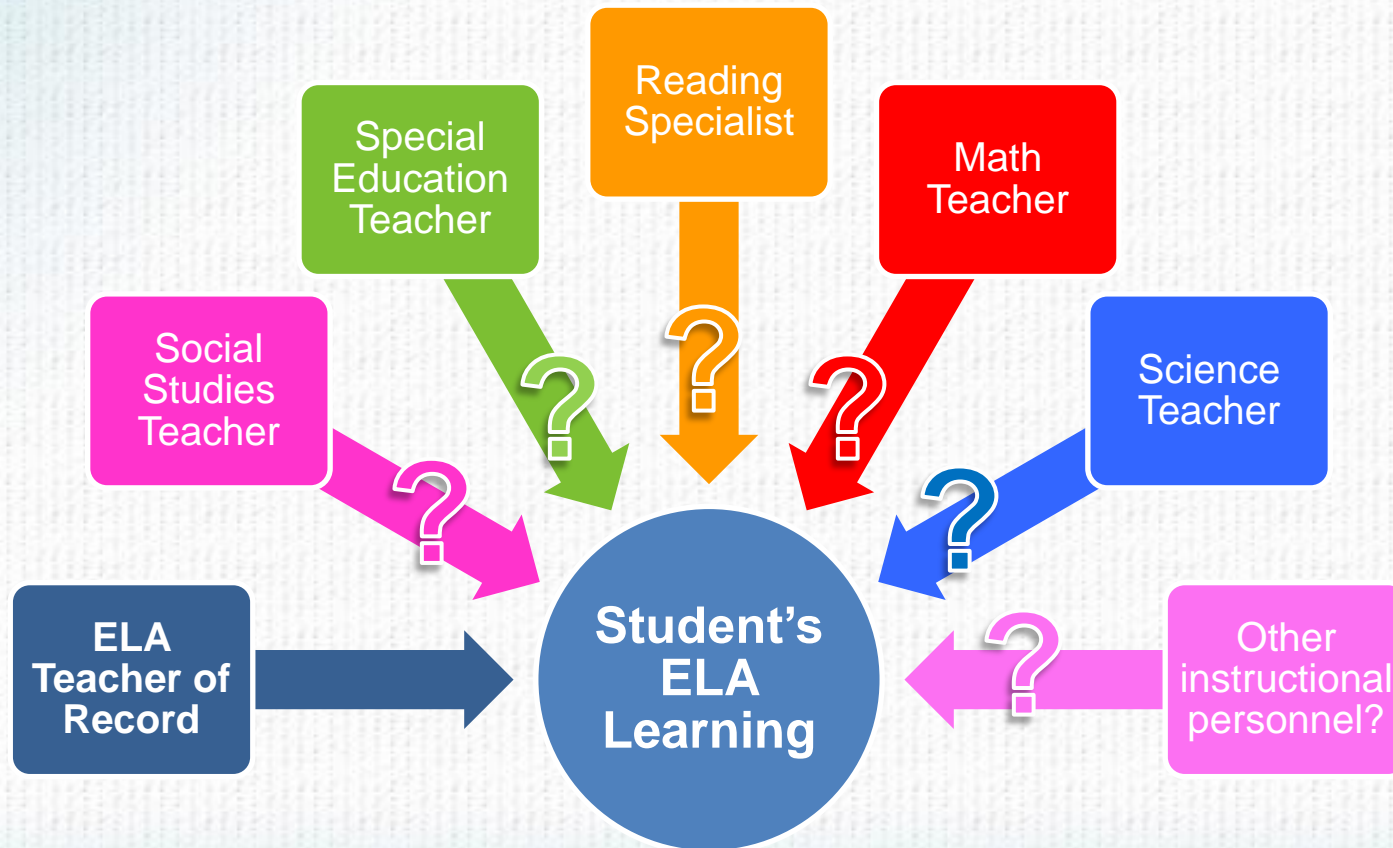 Reading
Specialist
Special
Education
Teacher
Math
Teacher
Social
Studies
Teacher
Science
Teacher
?
?
?
?
?
?
ELA
Teacher of
Record
Student’s
ELA
Learning
Other
instructional
personnel?